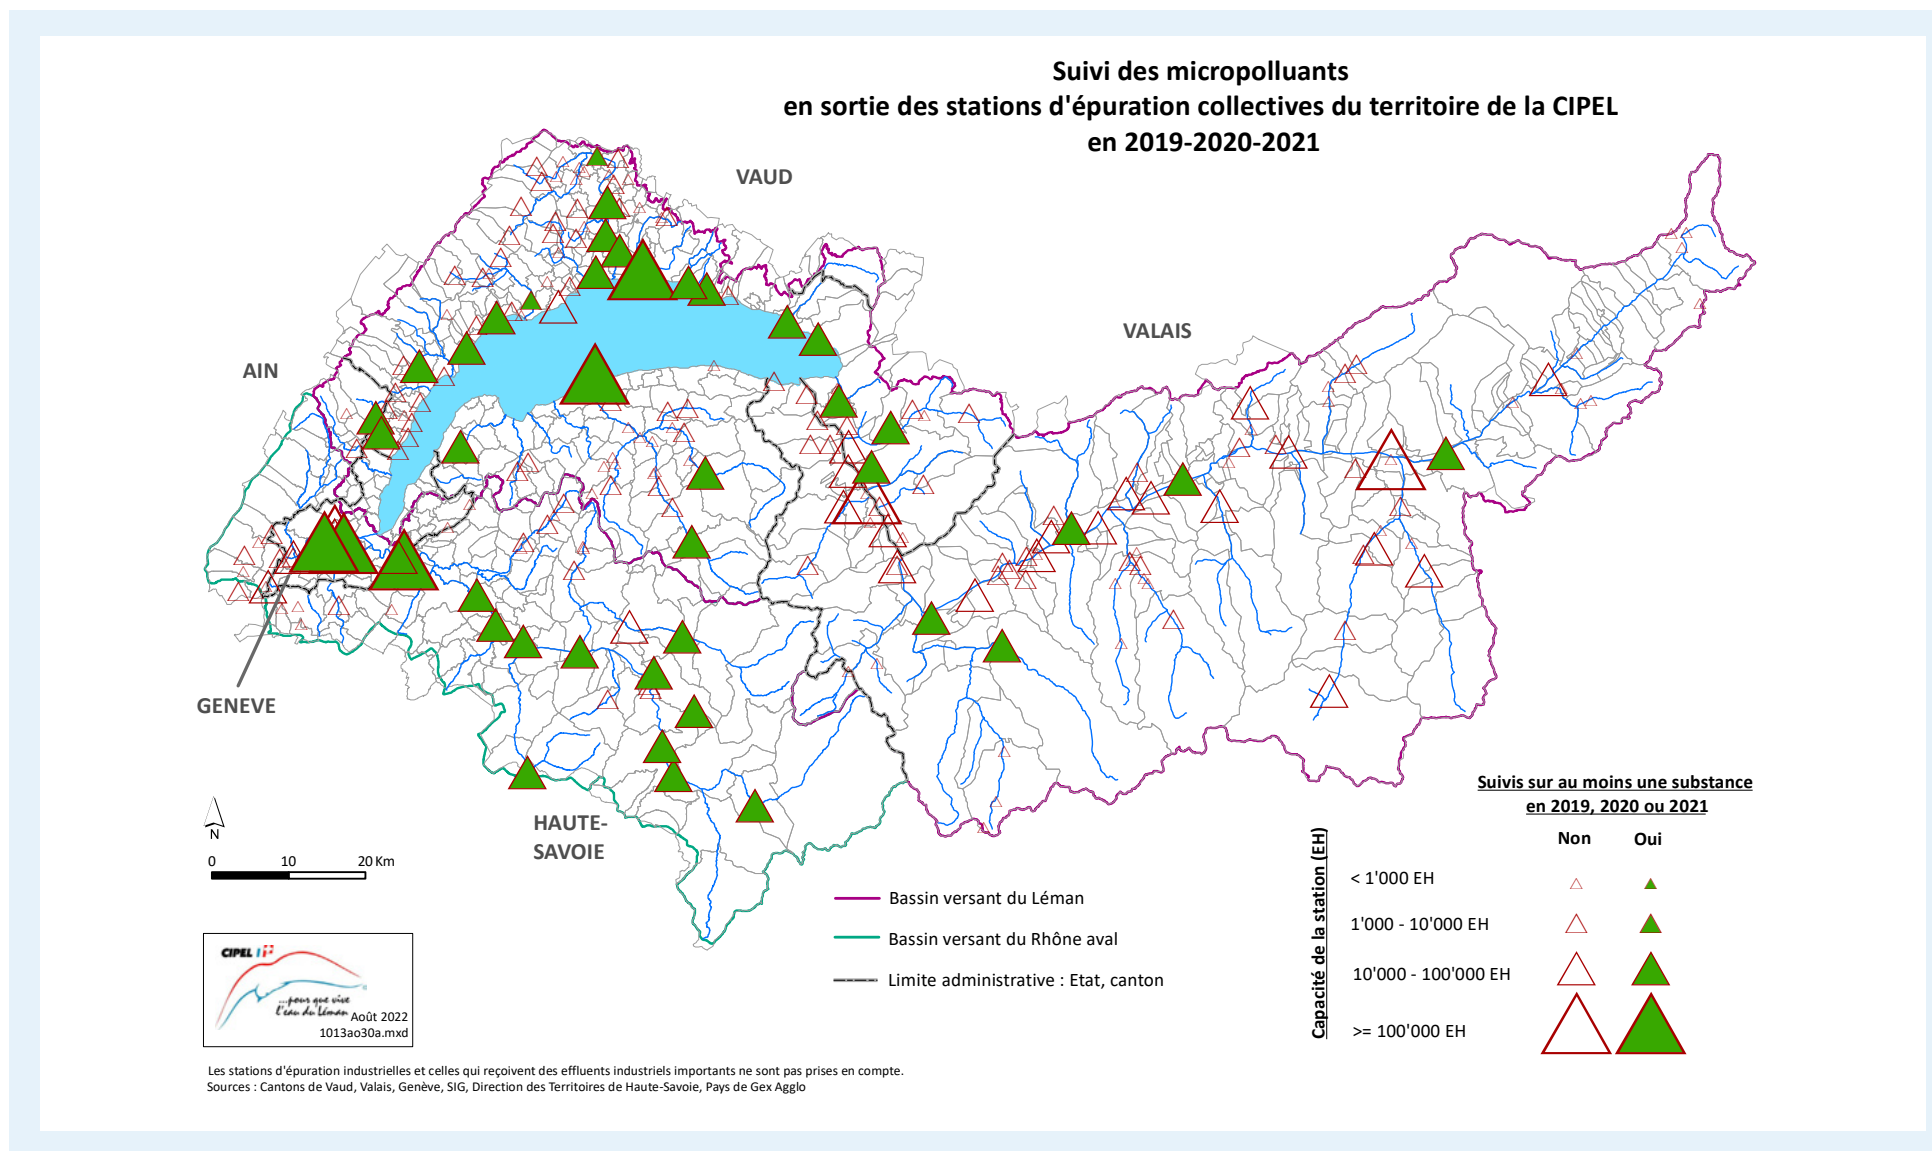 Suivi des micropolluants
en sortie des stations d'épuration collectives du territoire de la CIPEL
en 2019-2020-2021
VAUD
VALAIS
AIN
GENEVE
HAUTE-
SAVOIE
N
0 10 20 Km
CIPEL
...pour que vive
l'eau du Léman
Août 2022
1013ao30a.mxd
Bassin versant du Léman
Bassin versant du Rhône aval
Limite administrative : Etat, canton
Suivis sur au moins une substance
en 2019, 2020 ou 2021
Non Oui
Capacité de la station (EH)
< 1'000 EH
1'000 - 10'000 EH
10'000 - 100'000 EH
>= 100'000 EH
Les stations d'épuration industrielles et celles qui reçoivent des effluents industriels importants ne sont pas prises en compte.
Sources : Cantons de Vaud, Valais, Genève, SIG, Direction des Territoires de Haute-Savoie, Pays de Gex Agglo